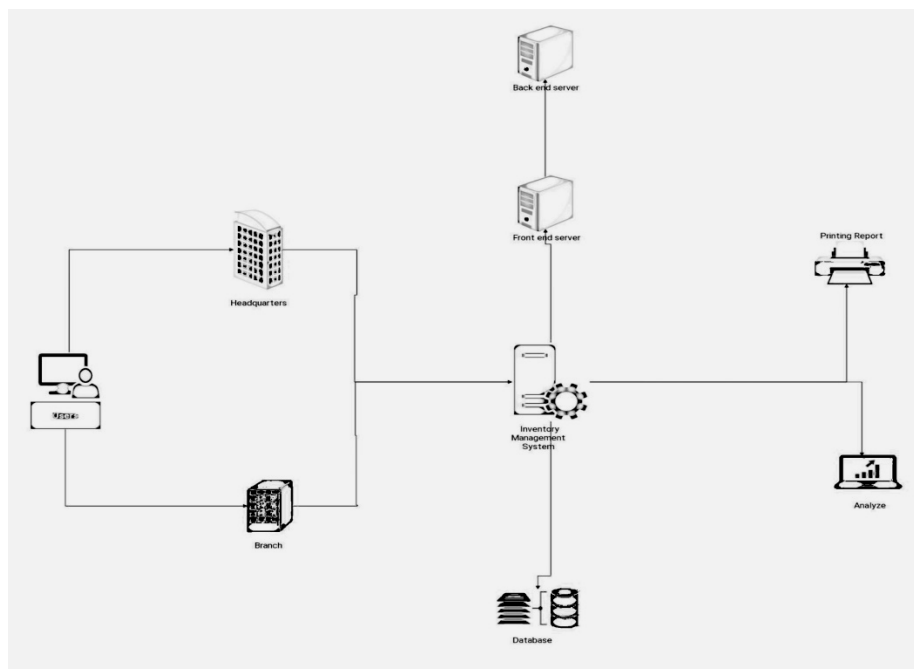 Back end server
Front end server
Printing Report
Headquarters
Users
Inventory
Management
System
Analyze
Branch
Database